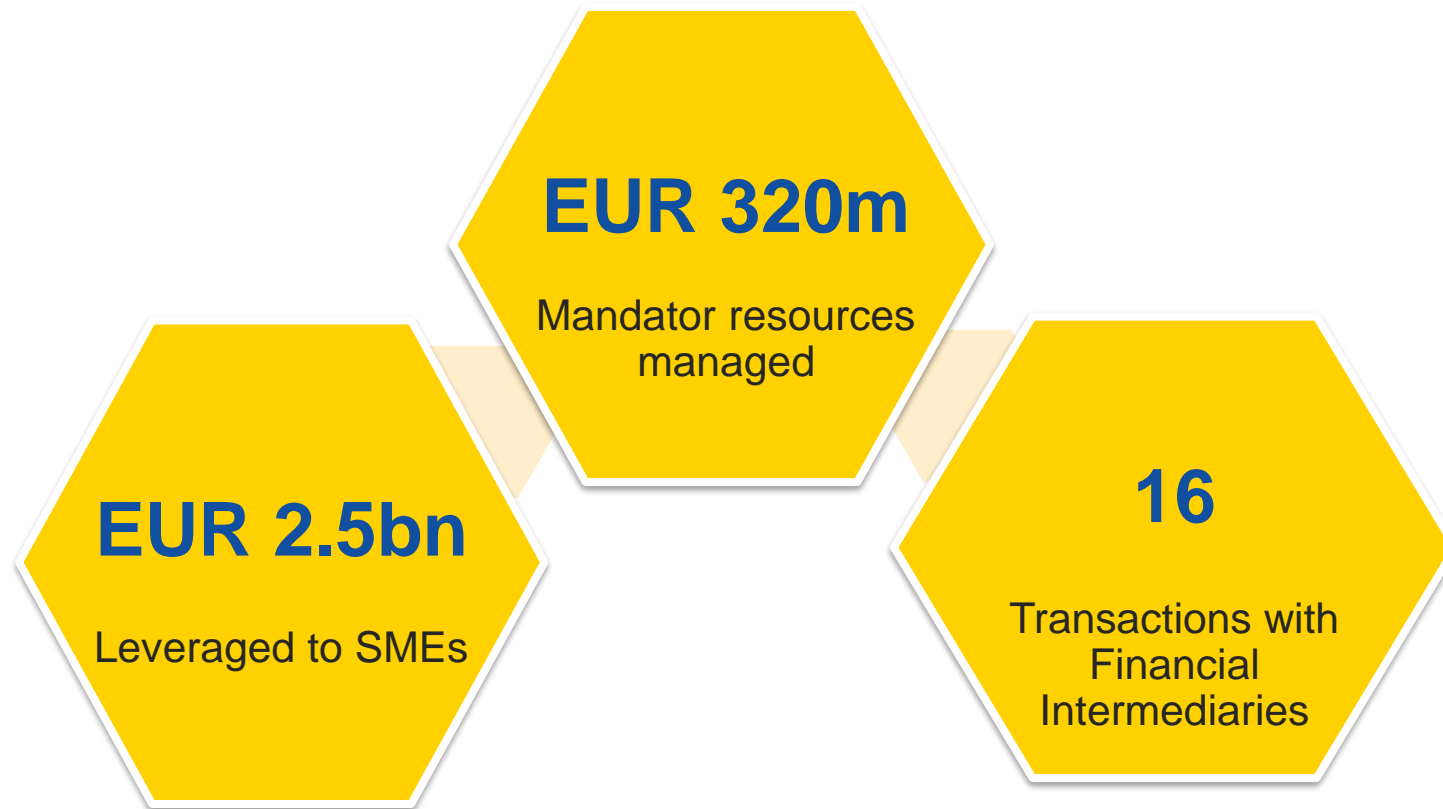 EUR 320m
Mandator resources
managed
EUR 2.5bn
Leveraged to SMEs
16
Transactions with
Financial
Intermediaries